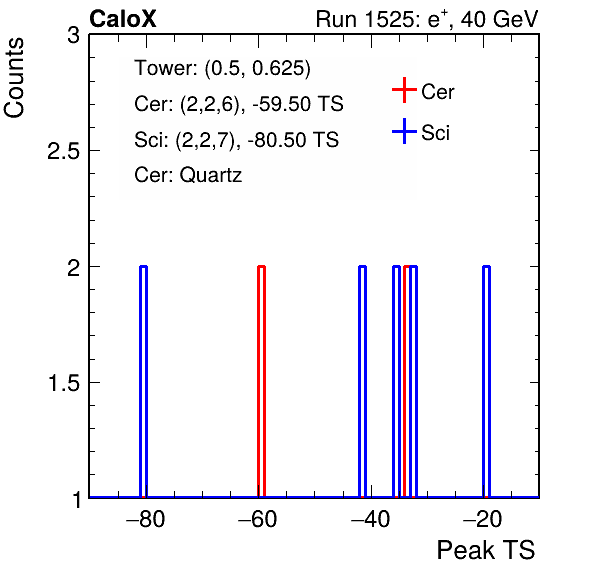 CaloX Run 1525: e⁺, 40 GeV
Counts
3
2.5
2
1.5
1
Tower: (0.5, 0.625)
Cer: (2,2,6), -59.50 TS
Sci: (2,2,7), -80.50 TS
Cer: Quartz
Cer
Sci
−80 −60 −40 −20
Peak TS